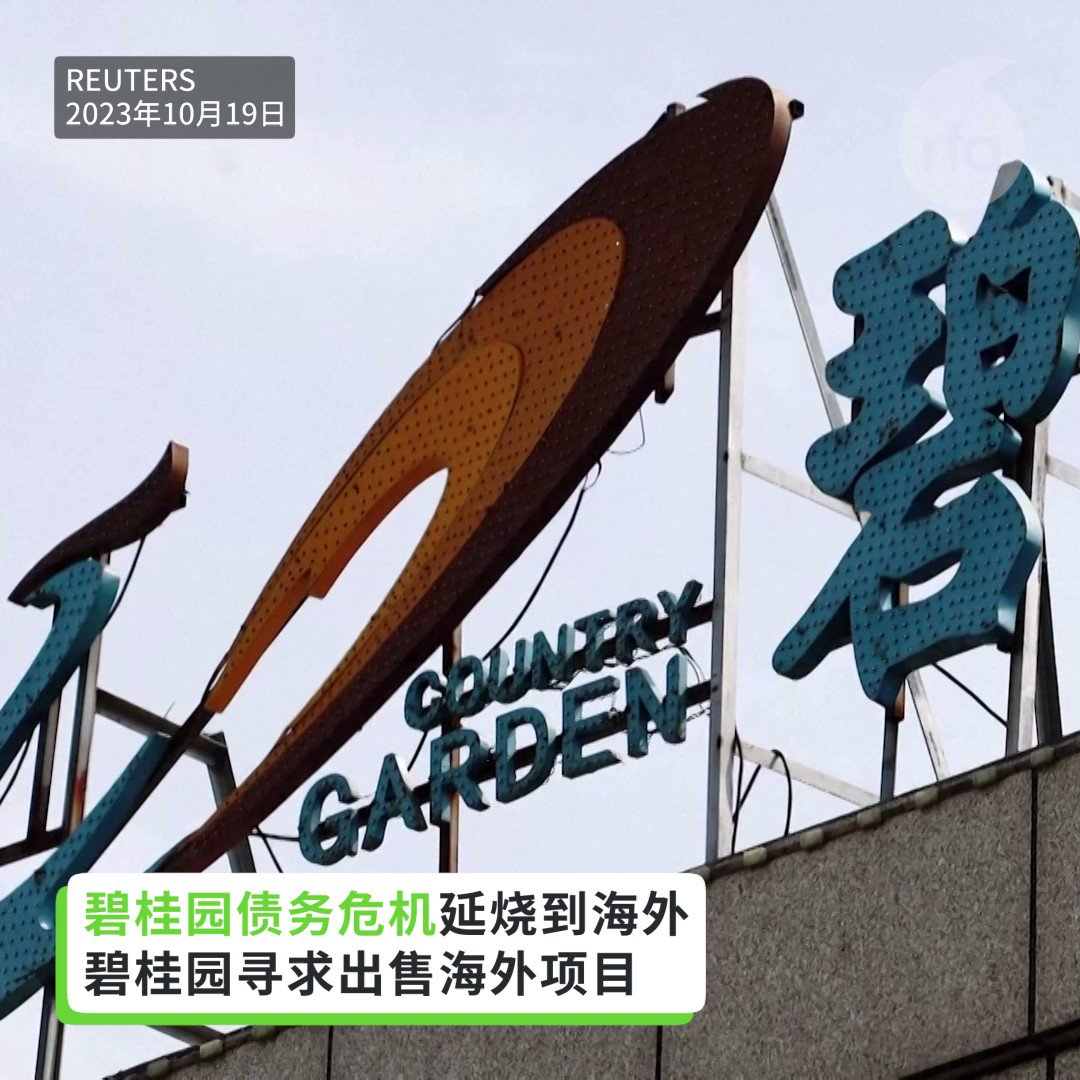 REUTERS
2023年10月19日
rfa
碧
COUNTRY
GARDEN
碧桂园债务危机延烧到海外
碧桂园寻求出售海外项目